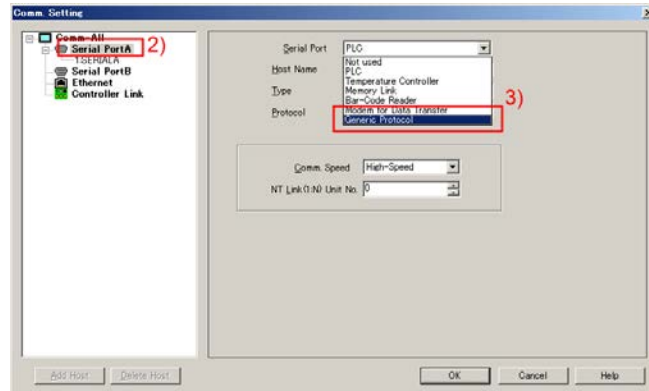 Comm. Setting
Comm-All
Serial PortA 2)
1:SERIALA
Serial PortB
Ethernet
Controller Link
Serial Port PLC
Not used
Host Name PLC
Temperature Controller
Type Memory Link
Bar-Code Reader
3)
Protocol Modem for Data Transfer
Generic Protocol
Comm. Speed High-Speed
NT Link(1:N) Unit No. 0
Add Host Delete Host OK Cancel Help